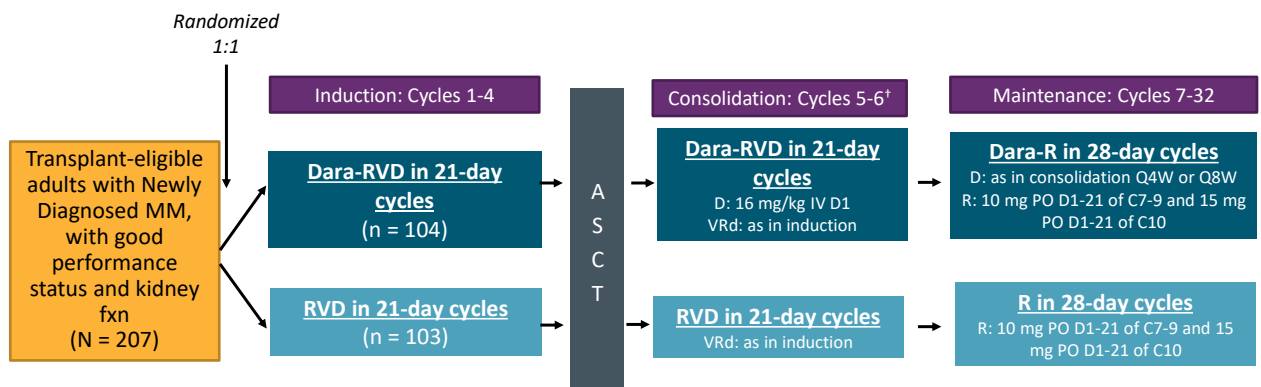 Randomized
1:1
Induction: Cycles 1-4
Consolidation: Cycles 5-6†
Maintenance: Cycles 7-32
Transplant-eligible
adults with Newly
Diagnosed MM,
with good
performance
status and kidney
fxn
(N = 207)
Dara-RVD in 21-day
cycles
(n = 104)
RVD in 21-day cycles
(n = 103)
A
S
C
T
Dara-RVD in 21-day
cycles
D: 16 mg/kg IV D1
VRd: as in induction
RVD in 21-day cycles
VRd: as in induction
Dara-R in 28-day cycles
D: as in consolidation Q4W or Q8W
R: 10 mg PO D1-21 of C7-9 and 15 mg
PO D1-21 of C10
R in 28-day cycles
R: 10 mg PO D1-21 of C7-9 and 15
mg PO D1-21 of C10